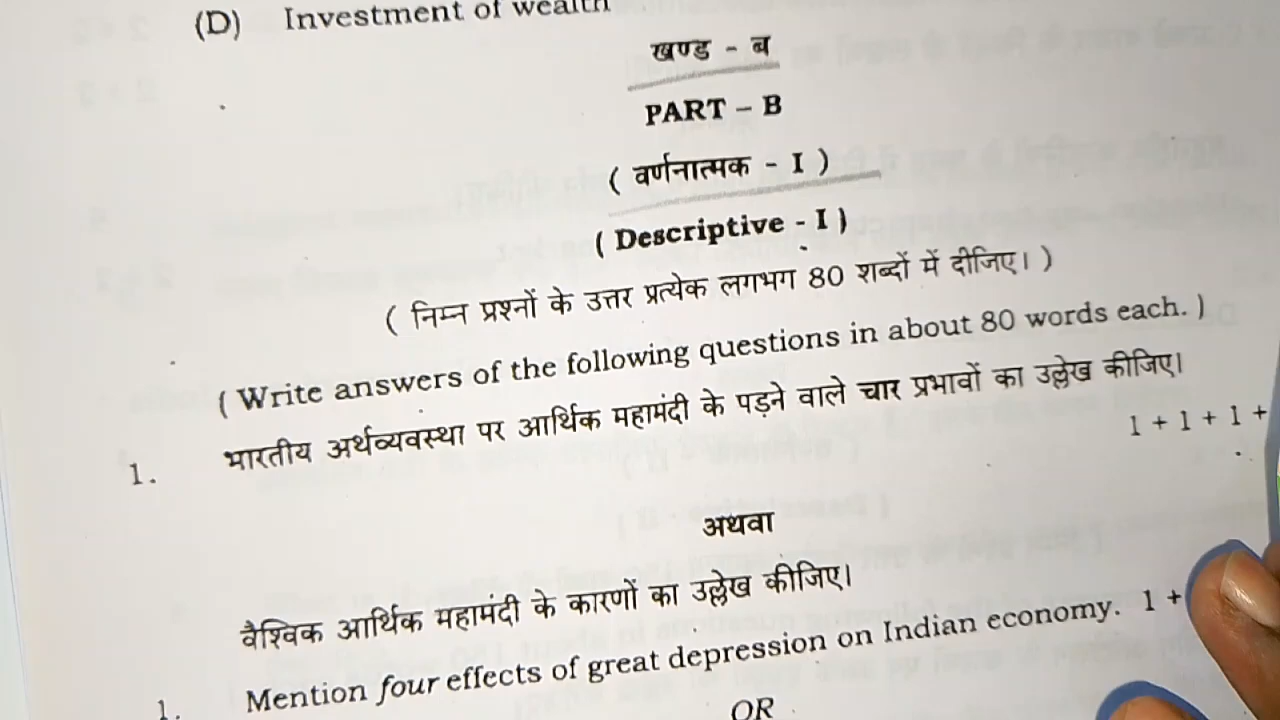 (D) Investment of wealth
खण्ड - ब
PART – B
( वर्णनात्मक - I )
( Descriptive - I )
( निम्न प्रश्नों के उत्तर प्रत्येक लगभग 80 शब्दों में दीजिए। )
( Write answers of the following questions in about 80 words each. )
1. भारतीय अर्थव्यवस्था पर आर्थिक महामंदी के पड़ने वाले चार प्रभावों का उल्लेख कीजिए।
1 + 1 + 1 +
अथवा
वैश्विक आर्थिक महामंदी के कारणों का उल्लेख कीजिए।
1. Mention four effects of great depression on Indian economy. 1 +
OR